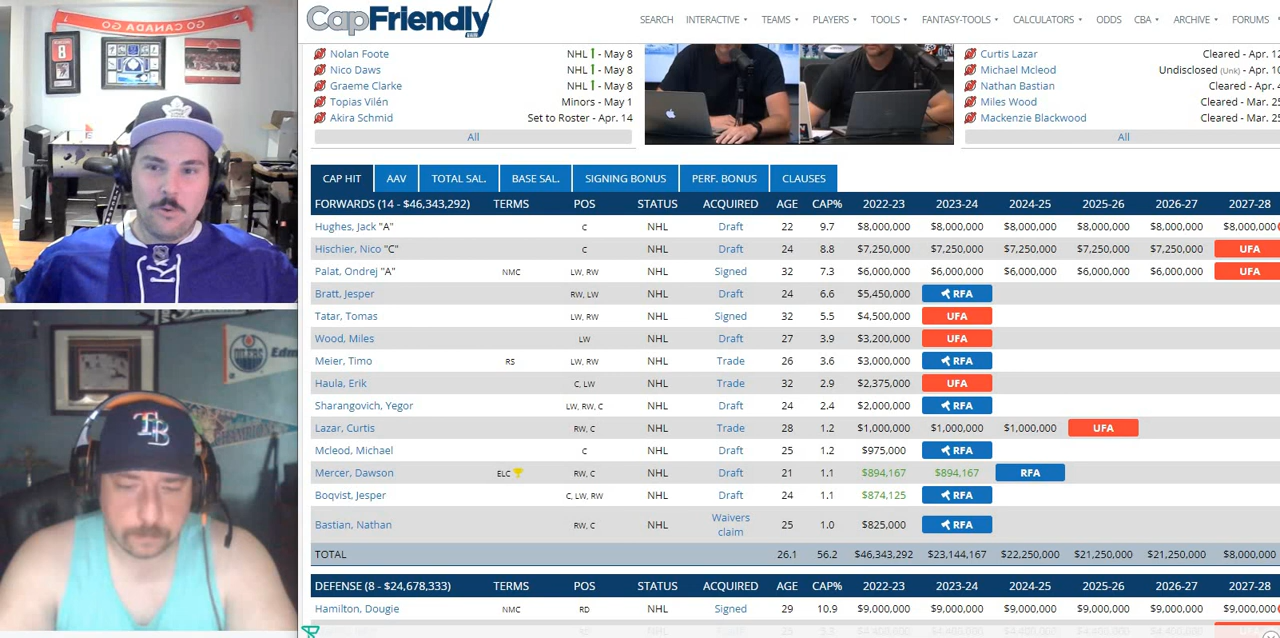 GO CANADA GO
8
EDM
TB
CapFriendly
SEARCH INTERACTIVE TEAMS PLAYERS TOOLS FANTASY-TOOLS CALCULATORS ODDS CBA ARCHIVE FORUMS
Nolan Foote NHL 1 - May 8
Nico Daws NHL 1 - May 8
Graeme Clarke NHL 1 - May 8
Topias Vilén Minors - May 1
Akira Schmid Set to Roster - Apr. 14
All
Curtis Lazar Cleared - Apr. 12
Michael Mcleod Undisclosed (Unk) - Apr. 10
Nathan Bastian Cleared - Apr. 4
Miles Wood Cleared - Mar. 25
Mackenzie Blackwood Cleared - Mar. 25
All
CAP HIT AAV TOTAL SAL. BASE SAL. SIGNING BONUS PERF. BONUS CLAUSES
FORWARDS (14 - $46,343,292) TERMS POS STATUS ACQUIRED AGE CAP% 2022-23 2023-24 2024-25 2025-26 2026-27 2027-28
Hughes, Jack "A" C NHL Draft 22 9.7 $8,000,000 $8,000,000 $8,000,000 $8,000,000 $8,000,000 $8,000,000
Hischier, Nico "C" C NHL Draft 24 8.8 $7,250,000 $7,250,000 $7,250,000 $7,250,000 $7,250,000 UFA
Palat, Ondrej "A" NMC LW, RW NHL Signed 32 7.3 $6,000,000 $6,000,000 $6,000,000 $6,000,000 $6,000,000 UFA
Bratt, Jesper RW, LW NHL Draft 24 6.6 $5,450,000 RFA
Tatar, Tomas LW, RW NHL Signed 32 5.5 $4,500,000 UFA
Wood, Miles LW NHL Draft 27 3.9 $3,200,000 UFA
Meier, Timo RS LW, RW NHL Trade 26 3.6 $3,000,000 RFA
Haula, Erik C, LW NHL Trade 32 2.9 $2,375,000 UFA
Sharangovich, Yegor LW, RW, C NHL Draft 24 2.4 $2,000,000 RFA
Lazar, Curtis RW, C NHL Trade 28 1.2 $1,000,000 $1,000,000 $1,000,000 UFA
Mcleod, Michael C NHL Draft 25 1.2 $975,000 RFA
Mercer, Dawson ELC RW, C NHL Draft 21 1.1 $894,167 $894,167 RFA
Boqvist, Jesper C, LW, RW NHL Draft 24 1.1 $874,125 RFA
Bastian, Nathan RW, C NHL Waivers claim 25 1.0 $825,000 RFA
TOTAL 26.1 56.2 $46,343,292 $23,144,167 $22,250,000 $21,250,000 $21,250,000 $8,000,000
DEFENSE (8 - $24,678,333) TERMS POS STATUS ACQUIRED AGE CAP% 2022-23 2023-24 2024-25 2025-26 2026-27 2027-28
Hamilton, Dougie NMC RD NHL Signed 29 10.9 $9,000,000 $9,000,000 $9,000,000 $9,000,000 $9,000,000 $9,000,000